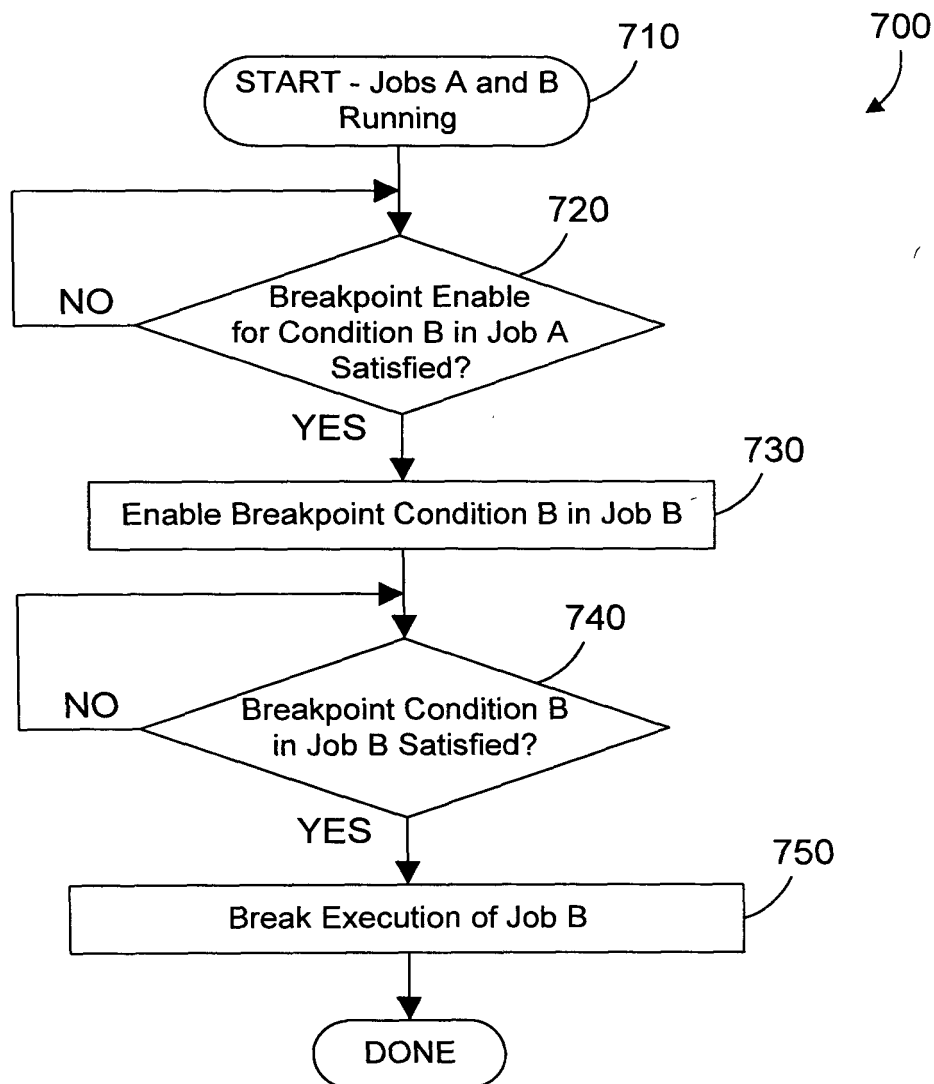 700
710
START - Jobs A and B
Running
720
Breakpoint Enable
for Condition B in Job A
Satisfied?
NO
YES
730
Enable Breakpoint Condition B in Job B
740
Breakpoint Condition B
in Job B Satisfied?
NO
YES
750
Break Execution of Job B
DONE